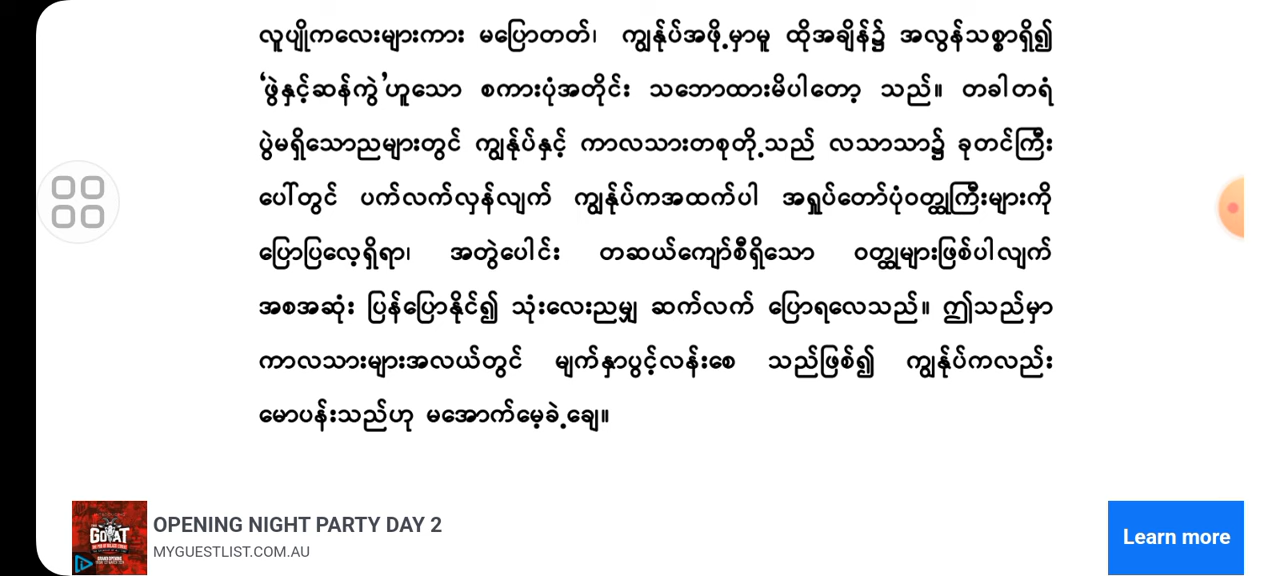 လူပျိုကလေးများကား မပြောတတ်၊ ကျွန်ုပ်အဖို့မှာမူ ထိုအချိန်၌ အလွန်သစ္စာရှိ၍
‘ဖွဲနှင့်ဆန်ကွဲ’ဟူသော စကားပုံအတိုင်း သဘောထားမိပါတော့ သည်။ တခါတရံ
ပွဲမရှိသောညများတွင် ကျွန်ုပ်နှင့် ကာလသားတစုတို့သည် လသာသာ၌ ခုတင်ကြီး
ပေါ်တွင် ပက်လက်လှန်လျက် ကျွန်ုပ်ကအထက်ပါ အရှုပ်တော်ပုံဝတ္ထုကြီးများကို
ပြောပြလေ့ရှိရာ၊ အတွဲပေါင်း တဆယ်ကျော်စီရှိသော ဝတ္ထုများဖြစ်ပါလျက်
အစအဆုံး ပြန်ပြောနိုင်၍ သုံးလေးညမျှ ဆက်လက် ပြောရလေသည်။ ဤသည်မှာ
ကာလသားများအလယ်တွင် မျက်နှာပွင့်လန်းစေ သည်ဖြစ်၍ ကျွန်ုပ်ကလည်း
မောပန်းသည်ဟု မအောက်မေ့ခဲ့ချေ။
OPENING NIGHT PARTY DAY 2
MYGUESTLIST.COM.AU
Learn more
GOAT